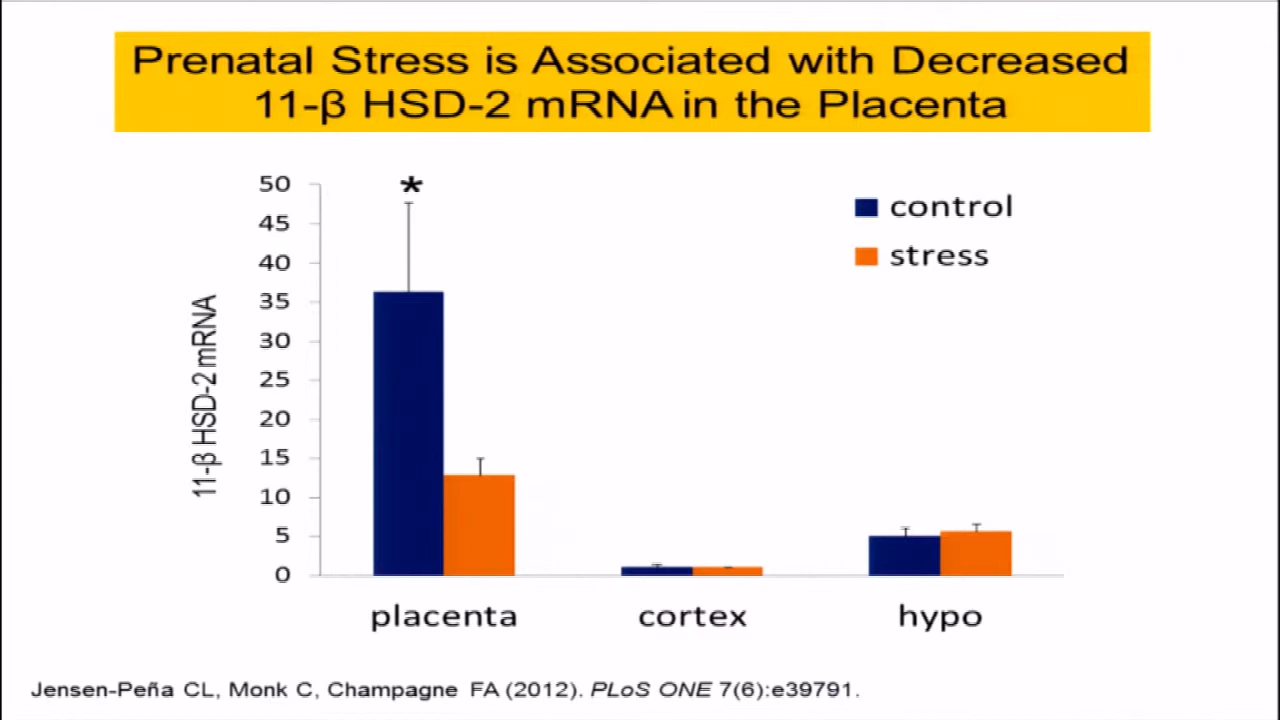 Prenatal Stress is Associated with Decreased
11-β HSD-2 mRNA in the Placenta
50
45
40
35
30
25
20
15
10
5
0
11-β HSD-2 mRNA
*
control
stress
placenta cortex hypo
Jensen-Peña CL, Monk C, Champagne FA (2012). PLoS ONE 7(6):e39791.